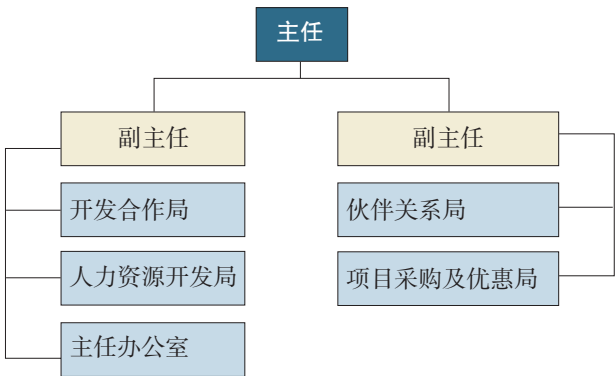 主任
副主任
副主任
开发合作局
伙伴关系局
人力资源开发局
项目采购及优惠局
主任办公室